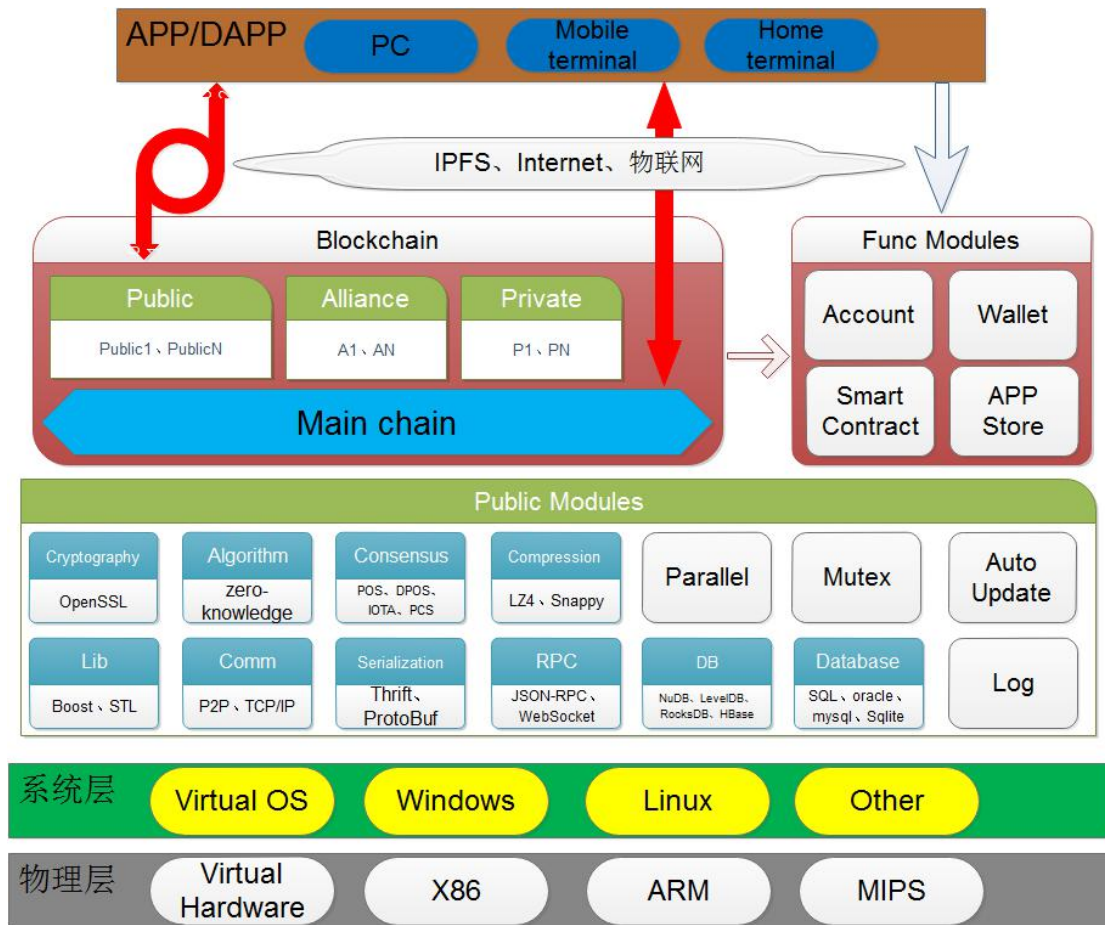 APP/DAPP
PC
Mobile
terminal
Home
terminal
IPFS、Internet、物联网
Blockchain
Public
Public1、PublicN
Alliance
A1、AN
Private
P1、PN
Main chain
Func Modules
Account
Wallet
Smart
Contract
APP
Store
Public Modules
Cryptography
OpenSSL
Algorithm
zero-
knowledge
Consensus
POS、DPOS、
IOTA、PCS
Compression
LZ4、Snappy
Parallel
Mutex
Auto
Update
Lib
Boost、STL
Comm
P2P、TCP/IP
Serialization
Thrift、
ProtoBuf
RPC
JSON-RPC、
WebSocket
DB
NuDB、LevelDB、
RooksDB、HBase
Database
SQL、oracle、
mysql、Sqlite
Log
系统层
Virtual OS
Windows
Linux
Other
物理层
Virtual
Hardware
X86
ARM
MIPS